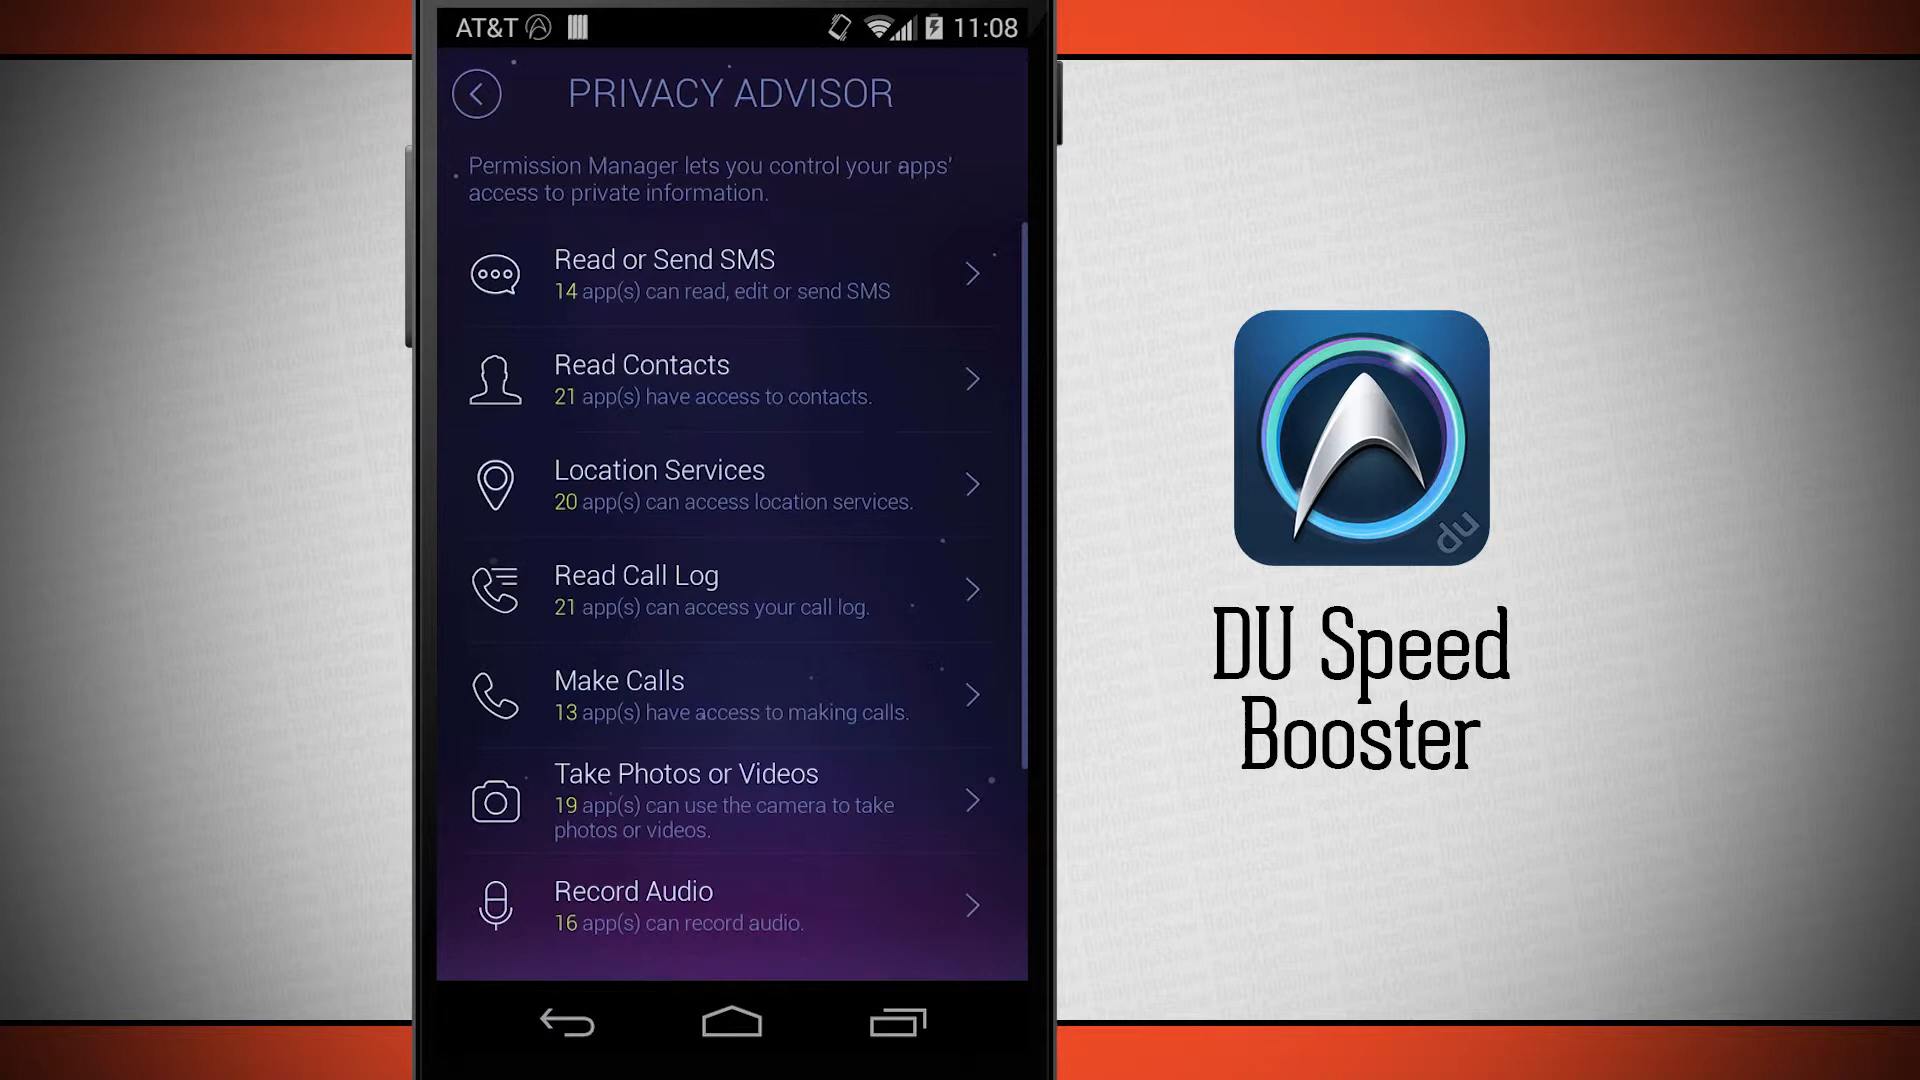 AT&T
11:08
PRIVACY ADVISOR
Permission Manager lets you control your apps'
access to private information.
Read or Send SMS
14 app(s) can read, edit or send SMS
Read Contacts
21 app(s) have access to contacts.
Location Services
20 app(s) can access location services.
Read Call Log
21 app(s) can access your call log.
Make Calls
13 app(s) have access to making calls.
Take Photos or Videos
19 app(s) can use the camera to take
photos or videos.
Record Audio
16 app(s) can record audio.
du
DU Speed
Booster